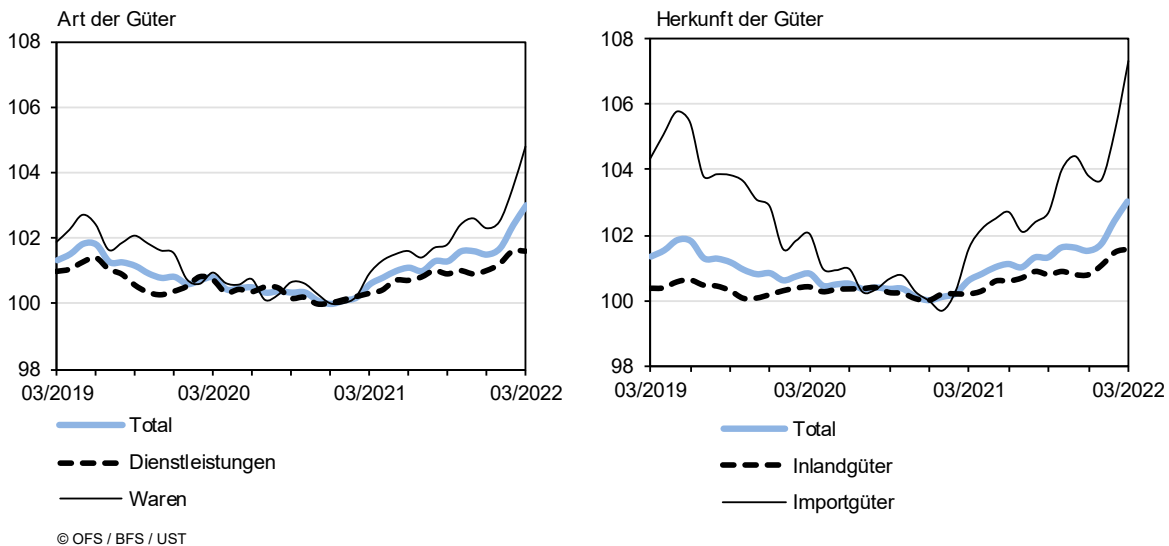 Art der Güter
108
106
104
102
100
98
03/2019 03/2020 03/2021 03/2022
Total
Dienstleistungen
Waren
© OFS / BFS / UST
Herkunft der Güter
108
106
104
102
100
98
03/2019 03/2020 03/2021 03/2022
Total
Inlandgüter
Importgüter